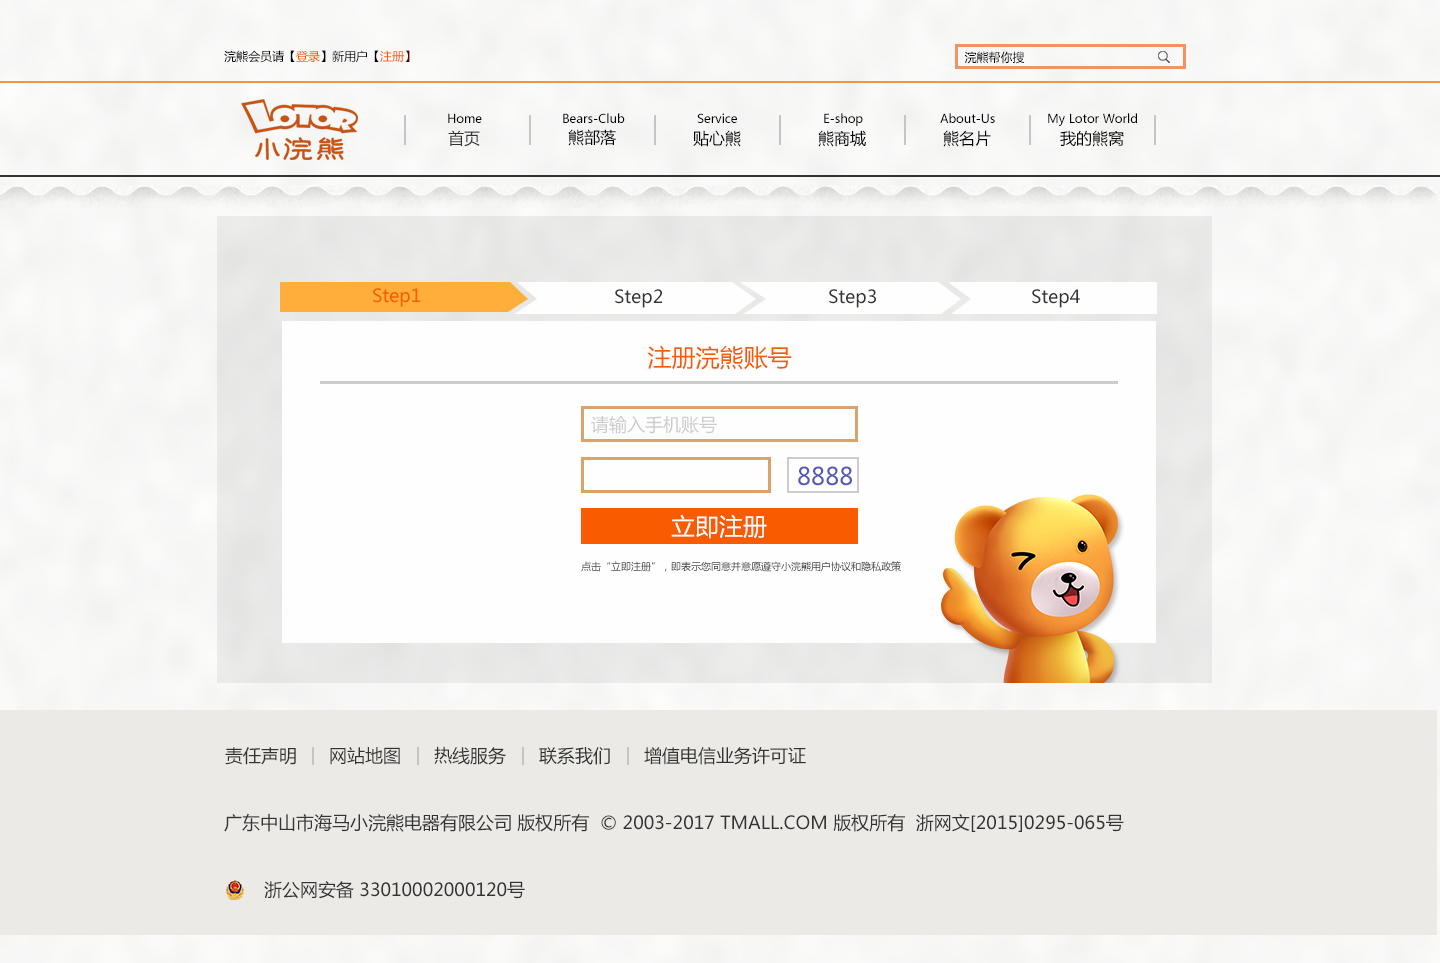 浣熊会员请【登录】新用户【注册】
浣熊帮你搜
LOTOR
小浣熊
Home
首页
Bears-Club
熊部落
Service
贴心熊
E-shop
熊商城
About-Us
熊名片
My Lotor World
我的熊窝
Step1
Step2
Step3
Step4
注册浣熊账号
请输入手机账号
8888
立即注册
点击“立即注册”，即表示您同意并意愿遵守小浣熊用户协议和隐私政策
责任声明 | 网站地图 | 热线服务 | 联系我们 | 增值电信业务许可证
广东中山市海马小浣熊电器有限公司 版权所有 © 2003-2017 TMALL.COM 版权所有 浙网文[2015]0295-065号
浙公网安备 33010002000120号